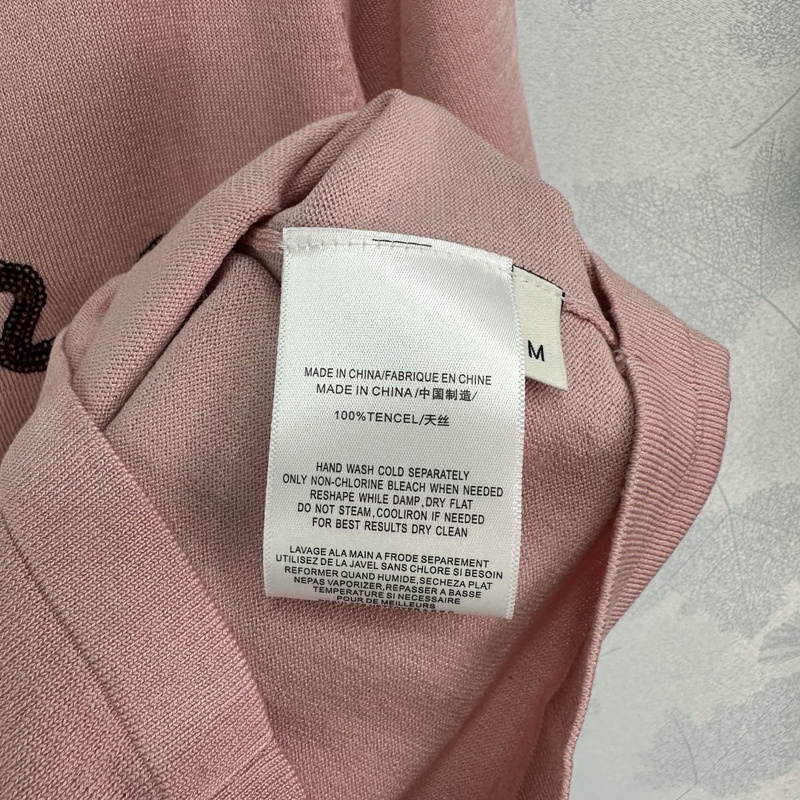 MADE IN CHINA/FABRIQUE EN CHINE
MADE IN CHINA/中国制造/
100%TENCEL/天丝
HAND WASH COLD SEPARATELY
ONLY NON-CHLORINE BLEACH WHEN NEEDED
RESHAPE WHILE DAMP,DRY FLAT
DO NOT STEAM,COOLIRON IF NEEDED
FOR BEST RESULTS DRY CLEAN
LAVAGE ALA MAIN A FRODE SEPAREMENT
UTILISEZ DE LA JAVEL SANS CHLORE SI BESOIN
REFORMER QUAND HUMIDE,SECHEZA PLAT
NEPAS VAPORIZER,REPASSER A BASSE
TEMPERATURE SI NECESSAIRE
POUR DE MEILLEURS
M